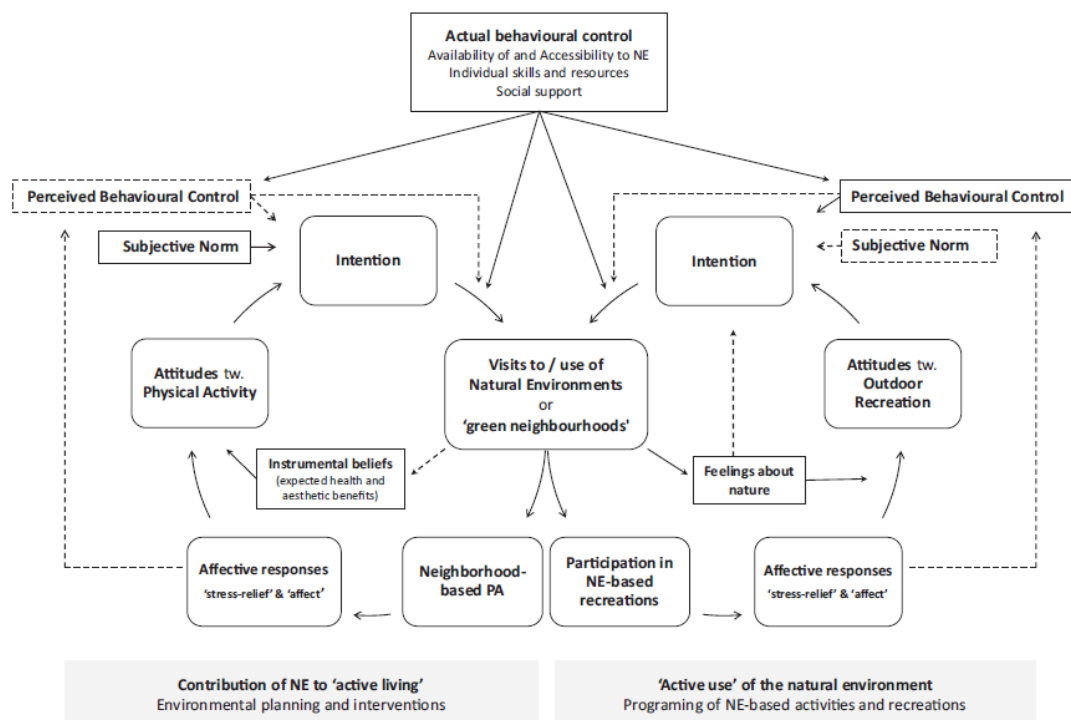 Actual behavioural control
Availability of and Accessibility to NE
Individual skills and resources
Social support
Perceived Behavioural Control
Perceived Behavioural Control
Subjective Norm
Subjective Norm
Intention
Intention
Attitudes tw.
Physical Activity
Visits to / use of
Natural Environments
or
‘green neighbourhoods'
Attitudes tw.
Outdoor
Recreation
Instrumental beliefs
(expected health and
aesthetic benefits)
Feelings about
nature
Affective responses
‘stress-relief’ & ‘affect’
Neighborhood-
based PA
Participation in
NE-based
recreations
Affective responses
‘stress-relief’ & ‘affect’
Contribution of NE to ‘active living’
Environmental planning and interventions
‘Active use’ of the natural environment
Programing of NE-based activities and recreations